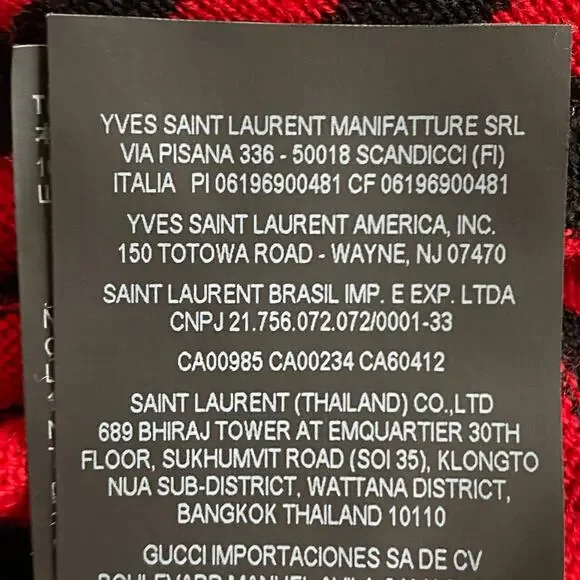 YVES SAINT LAURENT MANIFATTURE SRL
VIA PISANA 336 - 50018 SCANDICCI (FI)
ITALIA PI 06196900481 CF 06196900481
YVES SAINT LAURENT AMERICA, INC.
150 TOTOWA ROAD - WAYNE, NJ 07470
SAINT LAURENT BRASIL IMP. E EXP. LTDA
CNPJ 21.756.072.072/0001-33
CA00985 CA00234 CA60412
SAINT LAURENT (THAILAND) CO.,LTD
689 BHIRAJ TOWER AT EMQUARTIER 30TH
FLOOR, SUKHUMVIT ROAD (SOI 35), KLONGTO
NUA SUB-DISTRICT, WATTANA DISTRICT,
BANGKOK THAILAND 10110
GUCCI IMPORTACIONES SA DE CV
BOULEVARD MANUEL AVILA